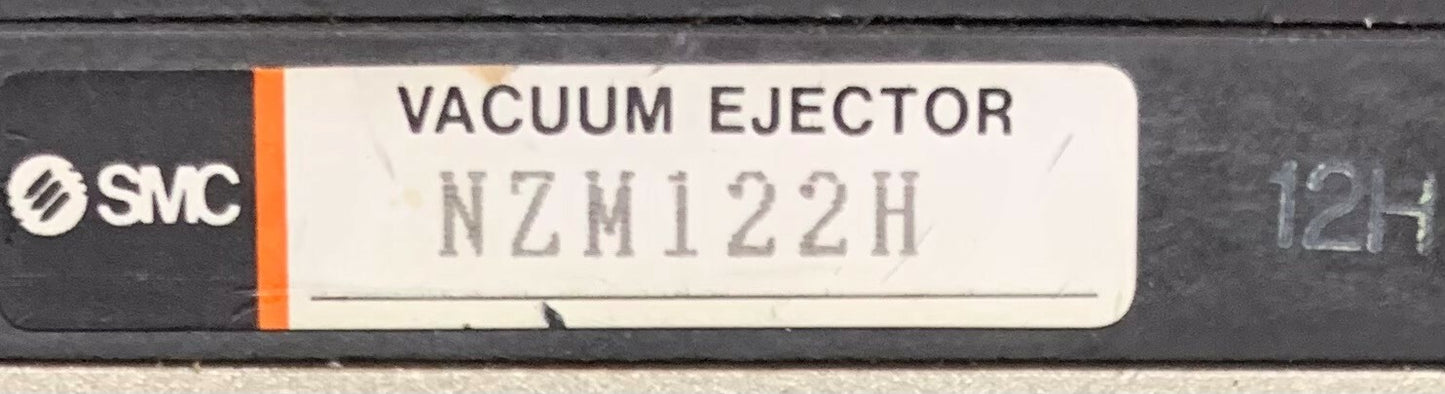 VACUUM EJECTOR
SMC
NZM122H
12H